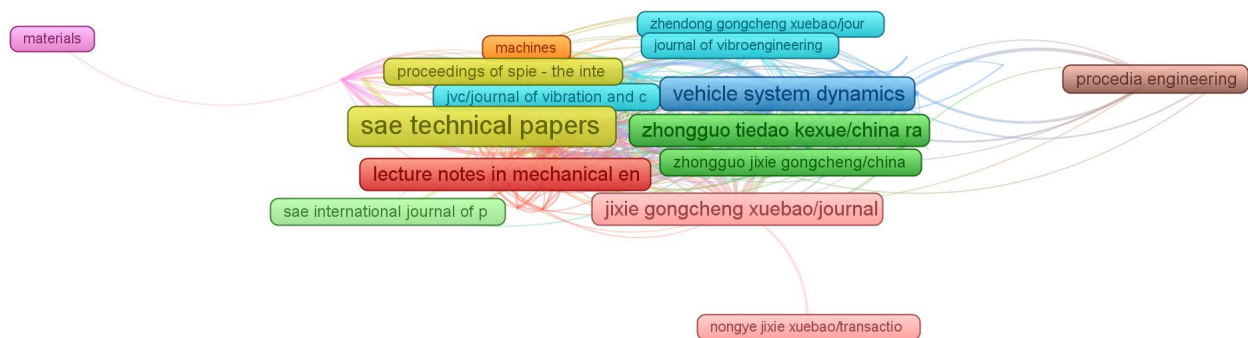 zhendong gongcheng xuebao/jour
materials
machines
journal of vibroengineering
proceedings of spie - the inte
procedia engineering
jvc/journal of vibration and c
vehicle system dynamics
sae technical papers
zhongguo tiedao kexue/china ra
zhongguo jixie gongcheng/china
lecture notes in mechanical en
sae international journal of p
jixie gongcheng xuebao/journal
nongye jixie xuebao/transactio